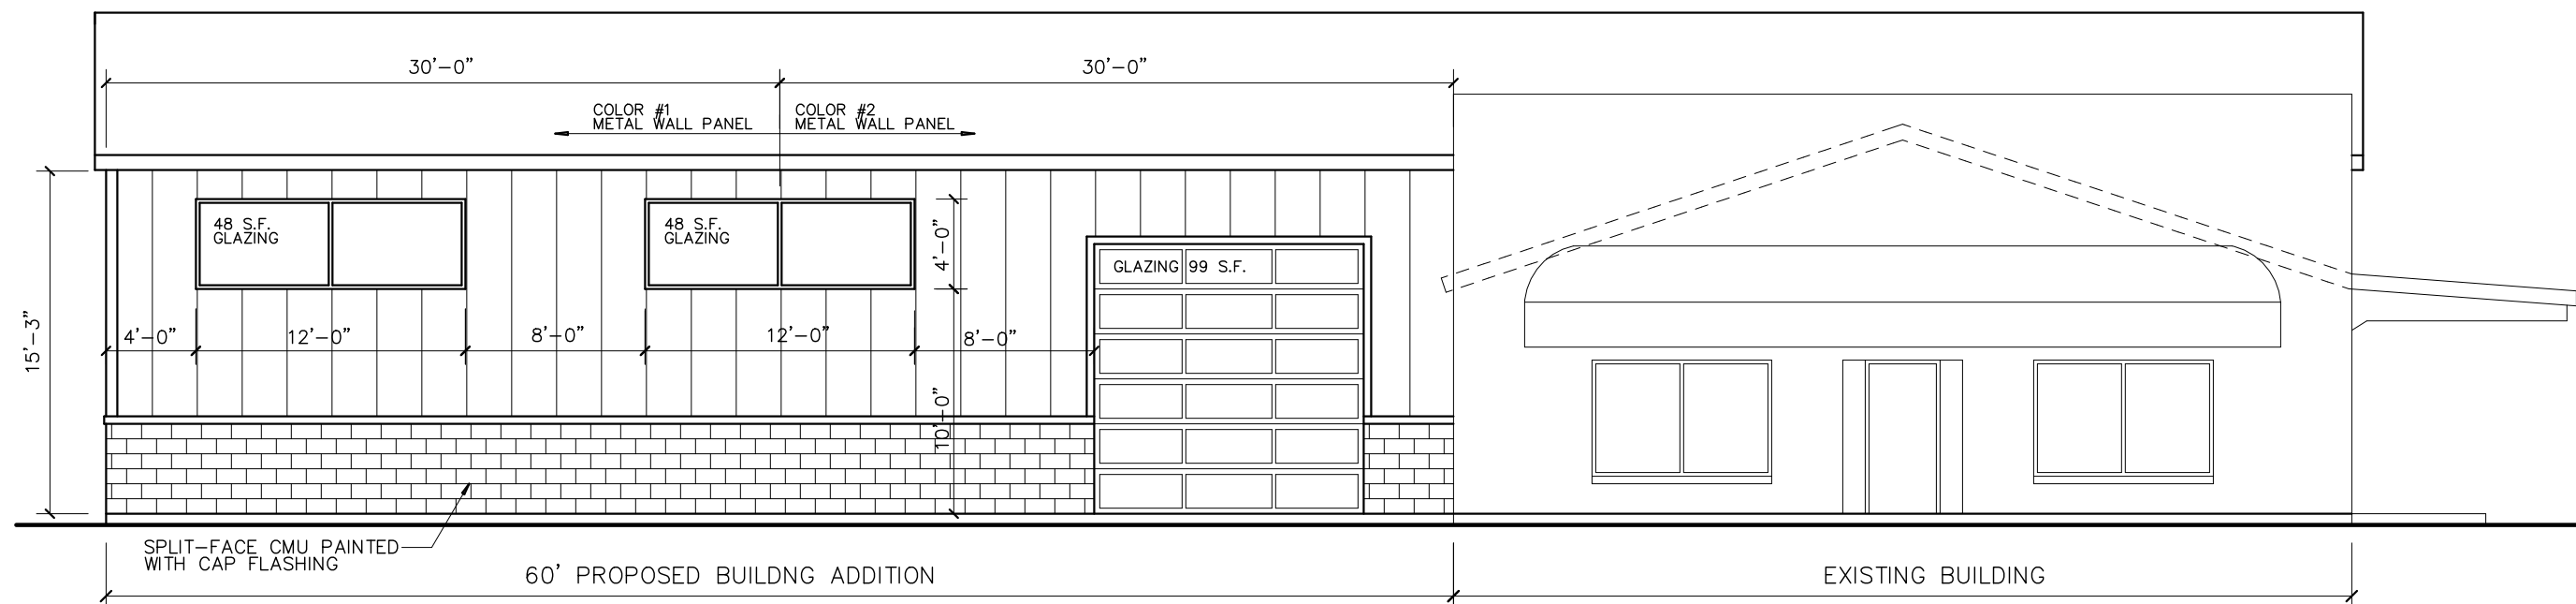 30'-0"
30'-0"
COLOR #1
METAL WALL PANEL
COLOR #2
METAL WALL PANEL
48 S.F.
GLAZING
48 S.F.
GLAZING
4'-0"
GLAZING 99 S.F.
15'-3"
4'-0"
12'-0"
8'-0"
12'-0"
8'-0"
10'-0"
SPLIT-FACE CMU PAINTED
WITH CAP FLASHING
60' PROPOSED BUILDNG ADDITION
EXISTING BUILDING